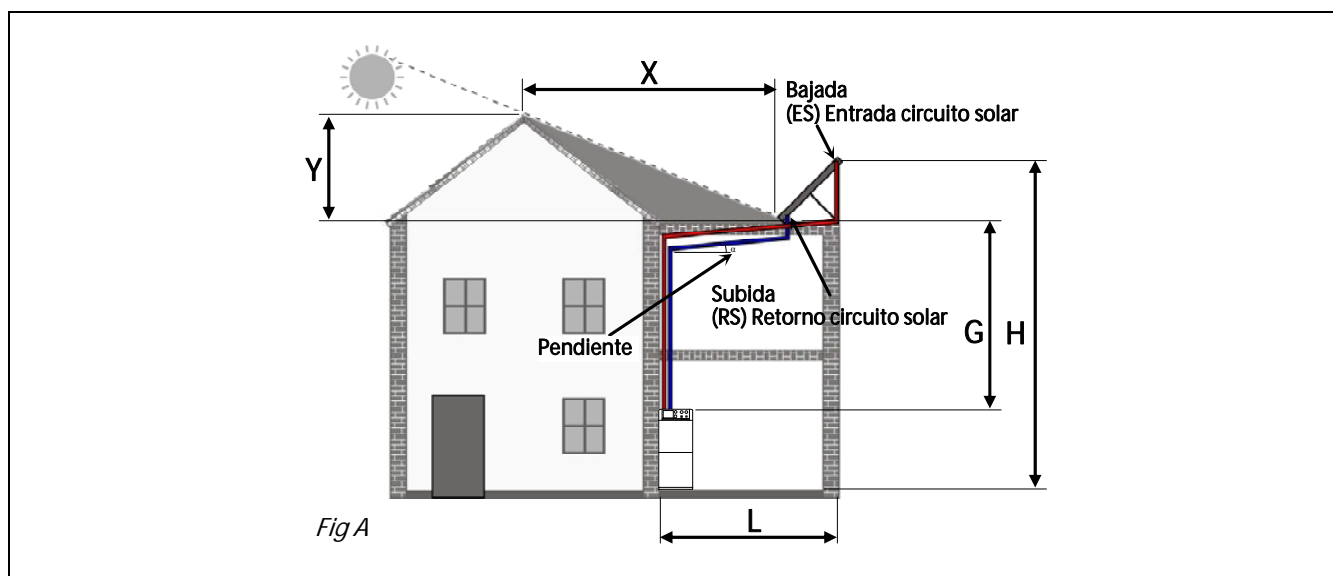 X
Bajada
(ES) Entrada circuito solar
Y
α
Subida
(RS) Retorno circuito solar
G
H
Pendiente
L
Fig A